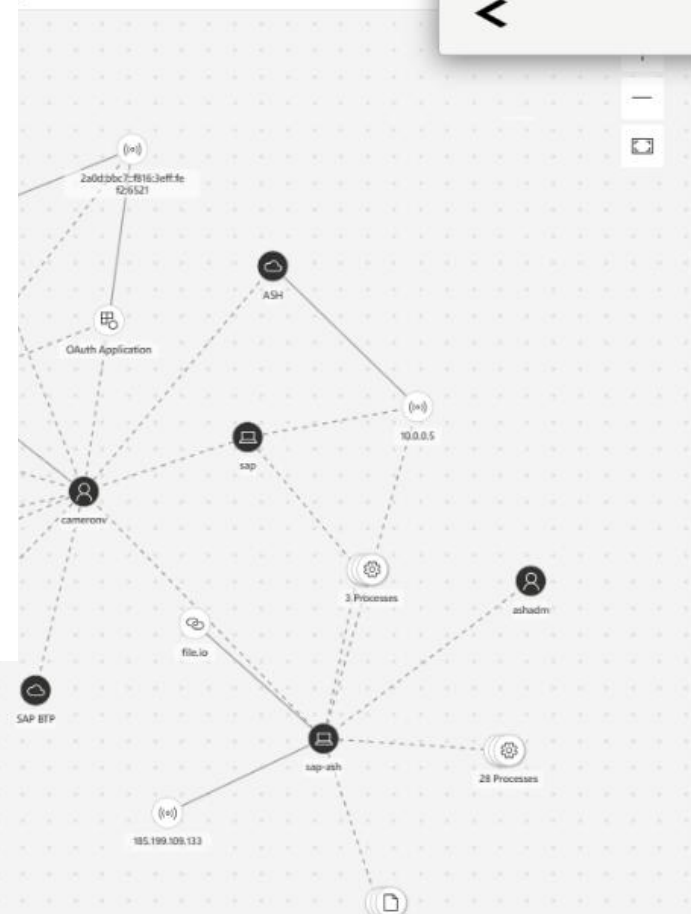 2a0d:bbc7::f816:3eff:fe
f2:6521
ASH
OAuth Application
10.0.0.5
sap
cameronv
3 Processes
ashadm
file.io
SAP BTP
sap-ash
28 Processes
185.199.109.133